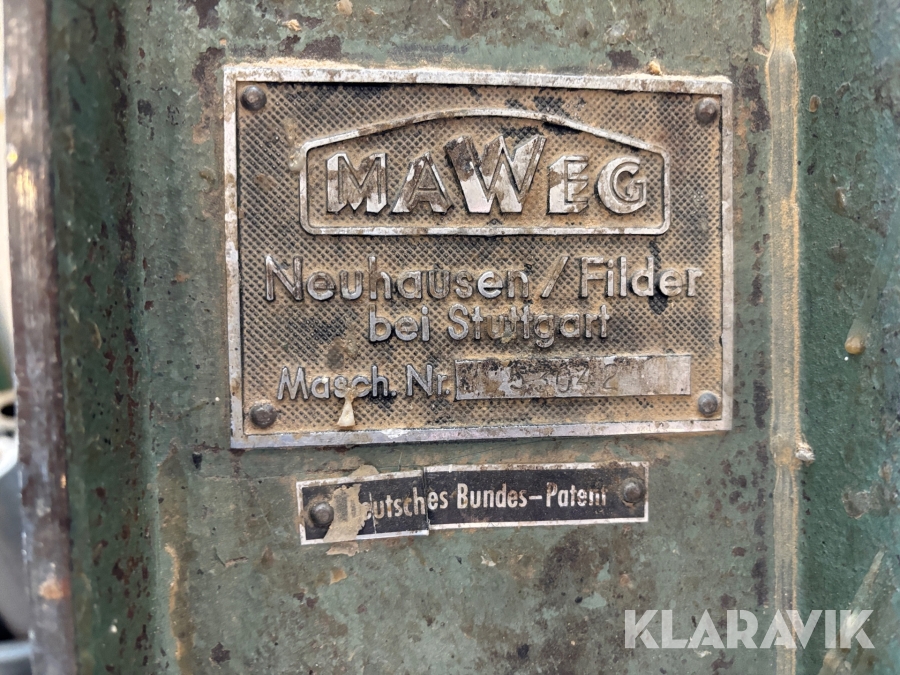 MAWEG
Neuhausen / Filder
bei Stuttgart
Masch. Nr.
Deutsches Bundes-Patent
KLARAVIK